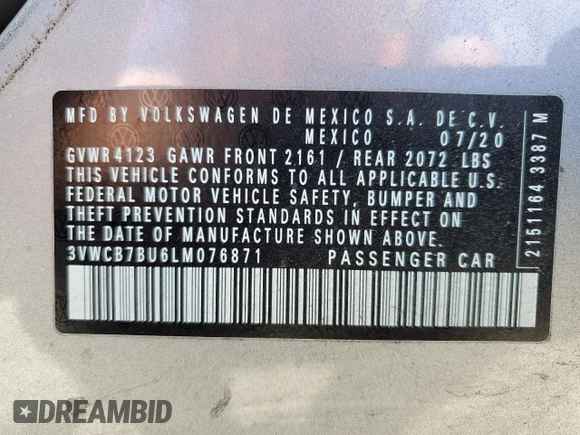 MFD BY VOLKSWAGEN DE MEXICO S.A. DE C.V.
MEXICO 07/20
GVWR 4123 GAWR FRONT 2161 / REAR 2072 LBS
THIS VEHICLE CONFORMS TO ALL APPLICABLE U.S.
FEDERAL MOTOR VEHICLE SAFETY, BUMPER AND
THEFT PREVENTION STANDARDS IN EFFECT ON
THE DATE OF MANUFACTURE SHOWN ABOVE.
3VWCB7BU6LM076871 PASSENGER CAR
2151164 3387 M
DREAMBID